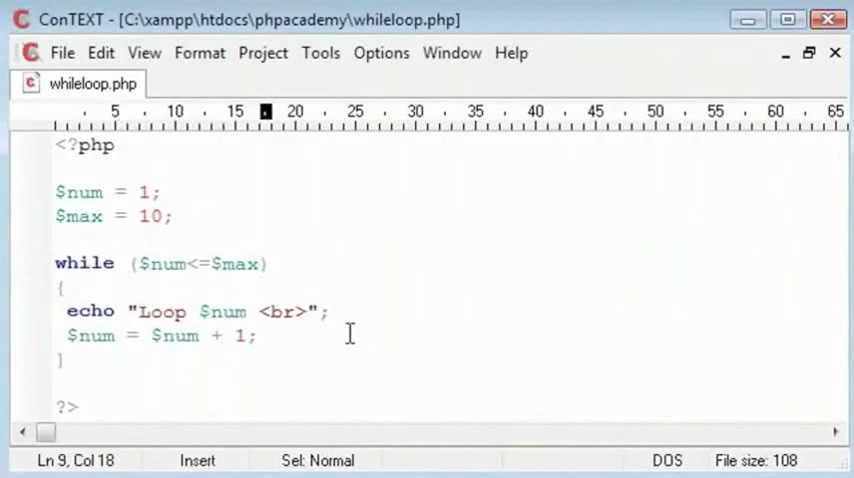 ConTEXT - [C:\xampp\htdocs\phpacademy\whileloop.php]
File Edit View Format Project Tools Options Window Help
whileloop.php
5 10 15 20 25 30 35 40 45 50 55 60 65
<?php
$num = 1;
$max = 10;
while ($num<=$max)
{
echo "Loop $num <br>";
$num = $num + 1;
}
?>
Ln 9, Col 18 Insert Sel: Normal DOS File size: 108